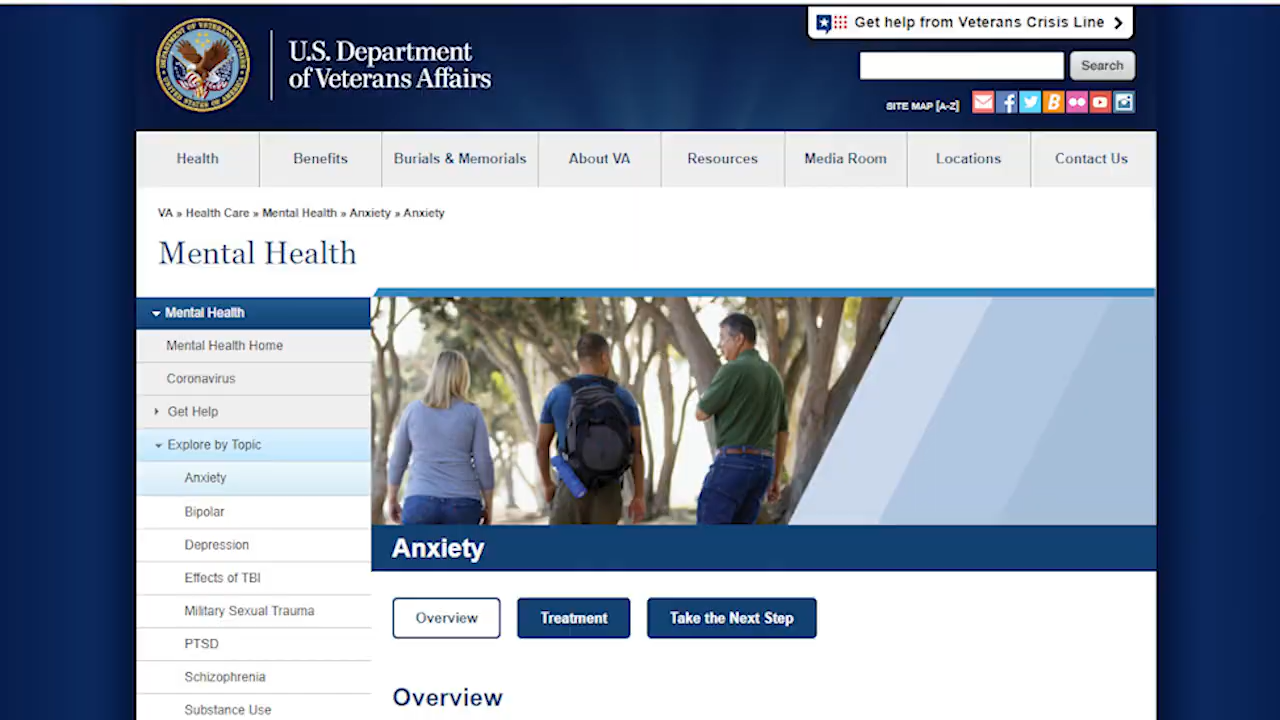 Get help from Veterans Crisis Line
U.S. Department
of Veterans Affairs
Search
SITE MAP [A-Z]
Health
Benefits
Burials & Memorials
About VA
Resources
Media Room
Locations
Contact Us
VA » Health Care » Mental Health » Anxiety » Anxiety
Mental Health
Mental Health
Mental Health Home
Coronavirus
Get Help
Explore by Topic
Anxiety
Bipolar
Depression
Effects of TBI
Military Sexual Trauma
PTSD
Schizophrenia
Substance Use
Anxiety
Overview
Treatment
Take the Next Step
Overview